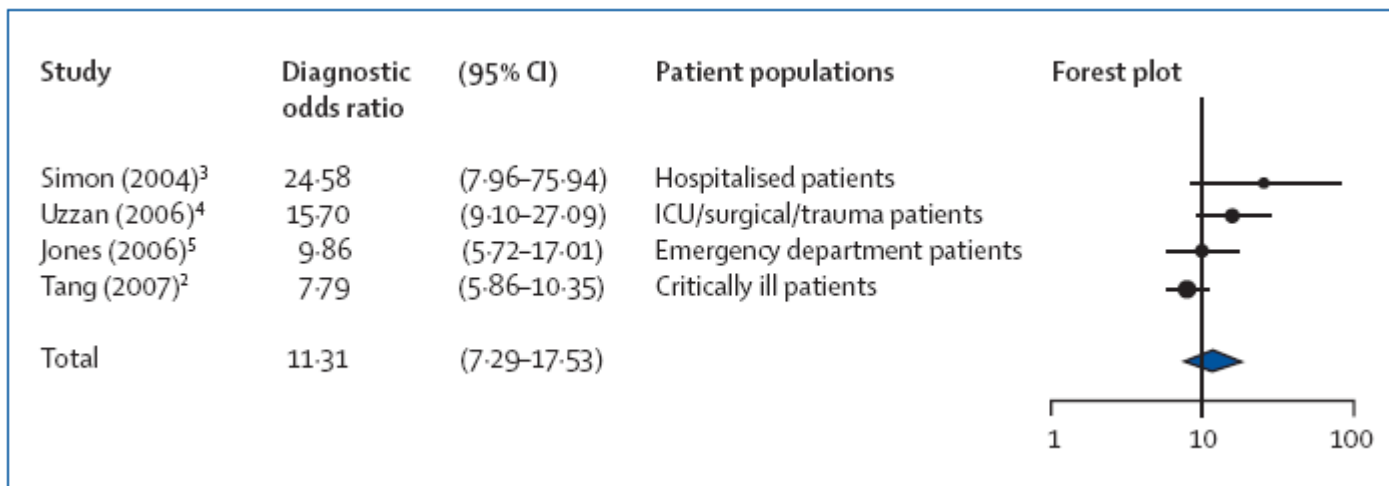 Study Diagnostic (95% CI) Patient populations Forest plot
odds ratio
Simon (2004)³ 24·58 (7·96–75·94) Hospitalised patients
Uzzan (2006)⁴ 15·70 (9·10–27·09) ICU/surgical/trauma patients
Jones (2006)⁵ 9·86 (5·72–17·01) Emergency department patients
Tang (2007)² 7·79 (5·86–10·35) Critically ill patients
Total 11·31 (7·29–17·53)
1 10 100